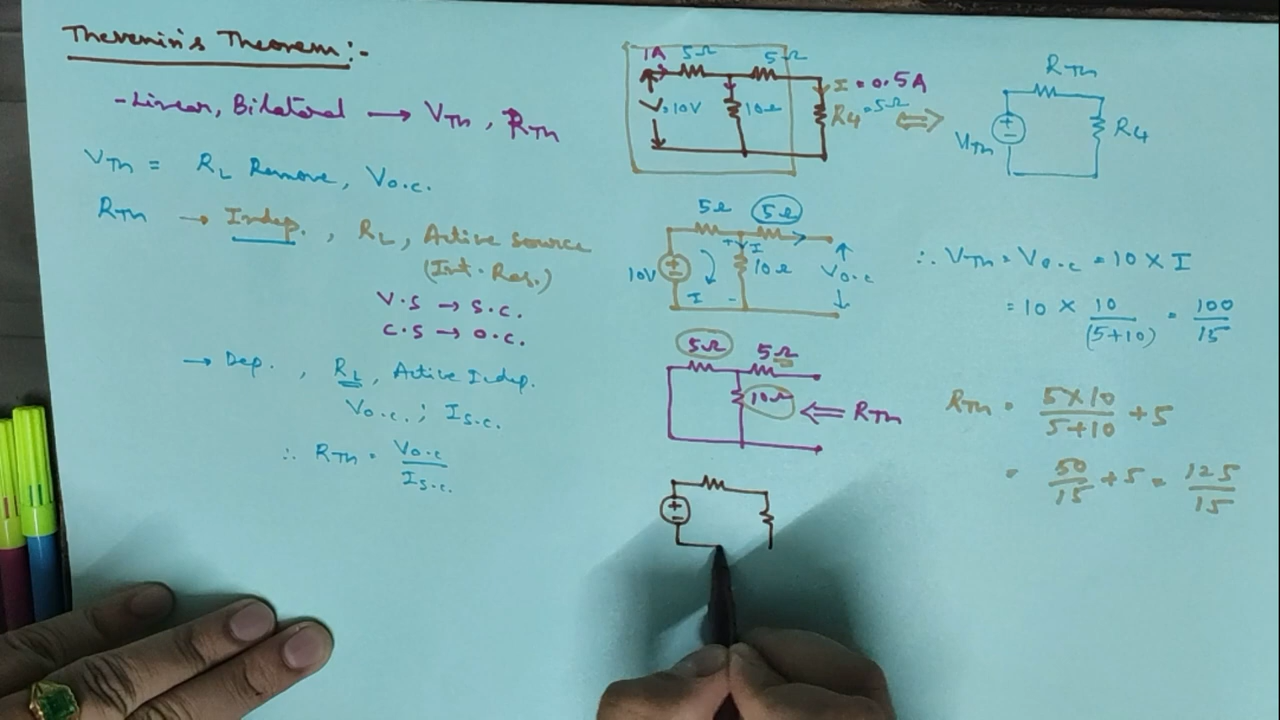 Thevenin's Theorem:-
- Linear, Bilateral → VTh, RTh
VTh = RL Remove, Vo.c.
RTh → Indep., RL, Active source
(Int. Res.)
V.S → S.C.
C.S → O.C.
→ Dep., RL, Active Indep.
Vo.c. ; Is.c.
∴ RTh = Vo.c / Is.c.
1A 5Ω 5Ω
I = 0.5A
V=10V 10Ω R4=5Ω ⇔
RTh
VTh R4
5Ω 5Ω
I
10V 10Ω Vo.c
I
+ -
∴ VTh = Vo.c = 10 × I
= 10 × 10/(5+10) = 100/15
5Ω 5Ω
10Ω ⇐ RTh
RTh = 5×10/5+10 + 5
= 50/15 + 5 = 125/15